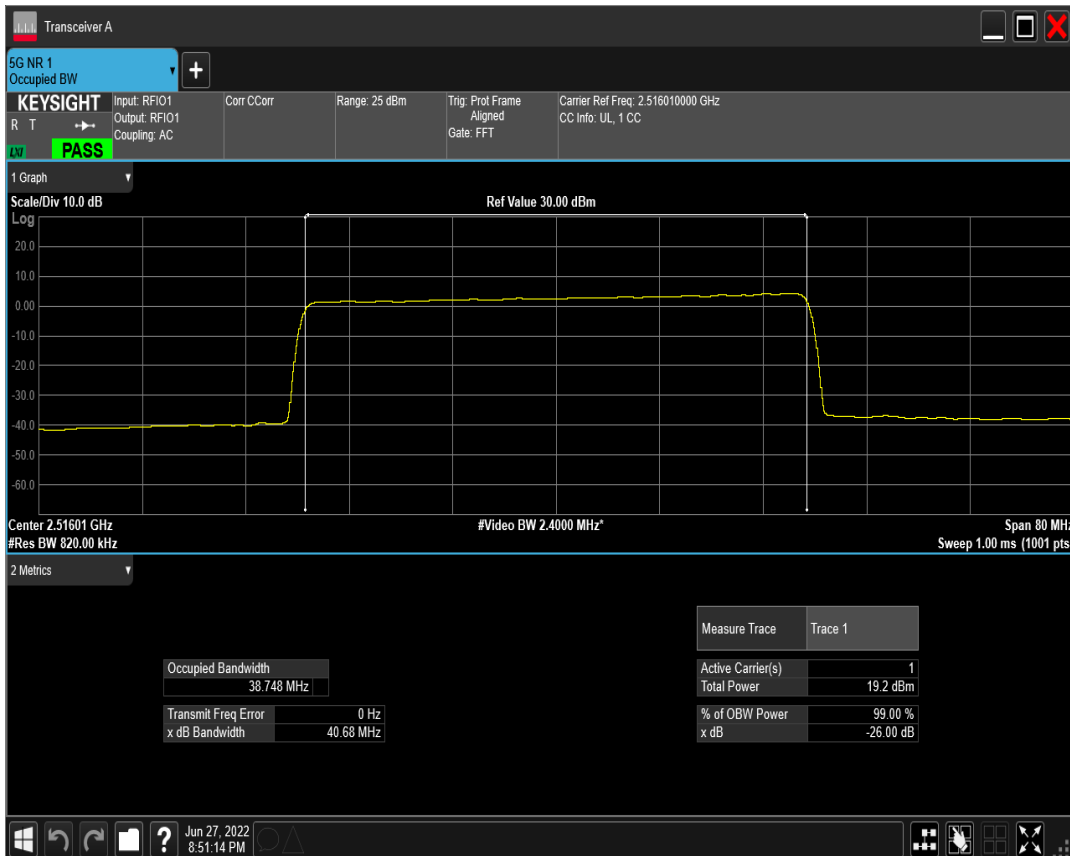 Transceiver A
5G NR 1
Occupied BW
KEYSIGHT
R T
LXI
PASS
Input: RFIO1
Output: RFIO1
Coupling: AC
Corr CCorr
Range: 25 dBm
Trig: Prot Frame
Aligned
Gate: FFT
Carrier Ref Freq: 2.516010000 GHz
CC Info: UL, 1 CC
1 Graph
Scale/Div 10.0 dB
Ref Value 30.00 dBm
Log
20.0
10.0
0.00
-10.0
-20.0
-30.0
-40.0
-50.0
-60.0
Center 2.51601 GHz
#Video BW 2.4000 MHz*
Span 80 MHz
#Res BW 820.00 kHz
Sweep 1.00 ms (1001 pts
2 Metrics
Measure Trace Trace 1
Occupied Bandwidth
38.748 MHz
Active Carrier(s) 1
Total Power 19.2 dBm
Transmit Freq Error 0 Hz
x dB Bandwidth 40.68 MHz
% of OBW Power 99.00 %
x dB -26.00 dB
?
Jun 27, 2022
8:51:14 PM